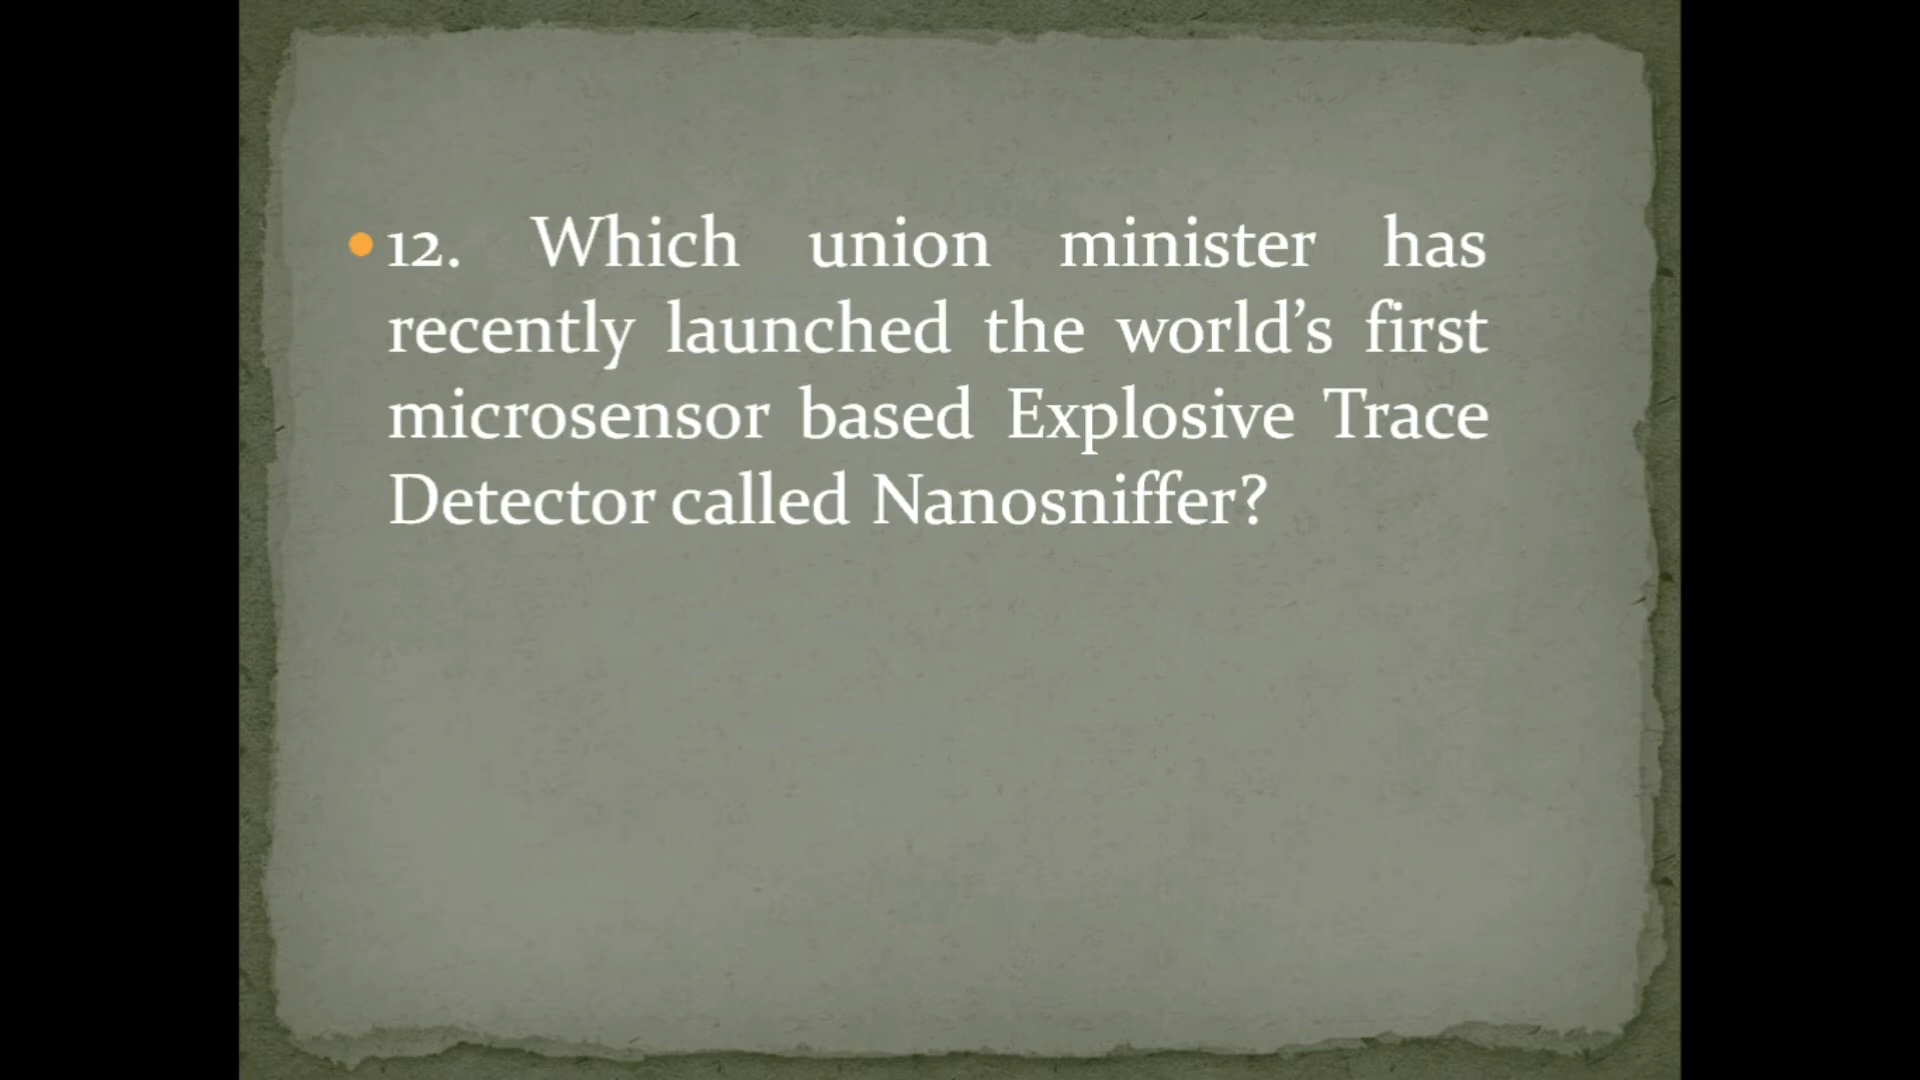 12. Which union minister has
recently launched the world’s first
microsensor based Explosive Trace
Detector called Nanosniffer?